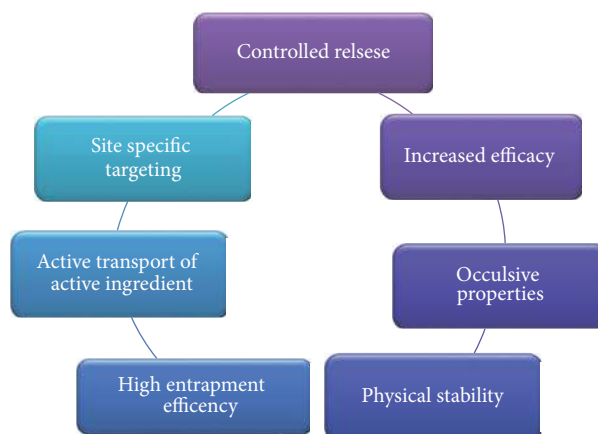 Controlled relsese
Site specific
targeting
Increased efficacy
Active transport of
active ingredient
Occulsive
properties
High entrapment
efficency
Physical stability